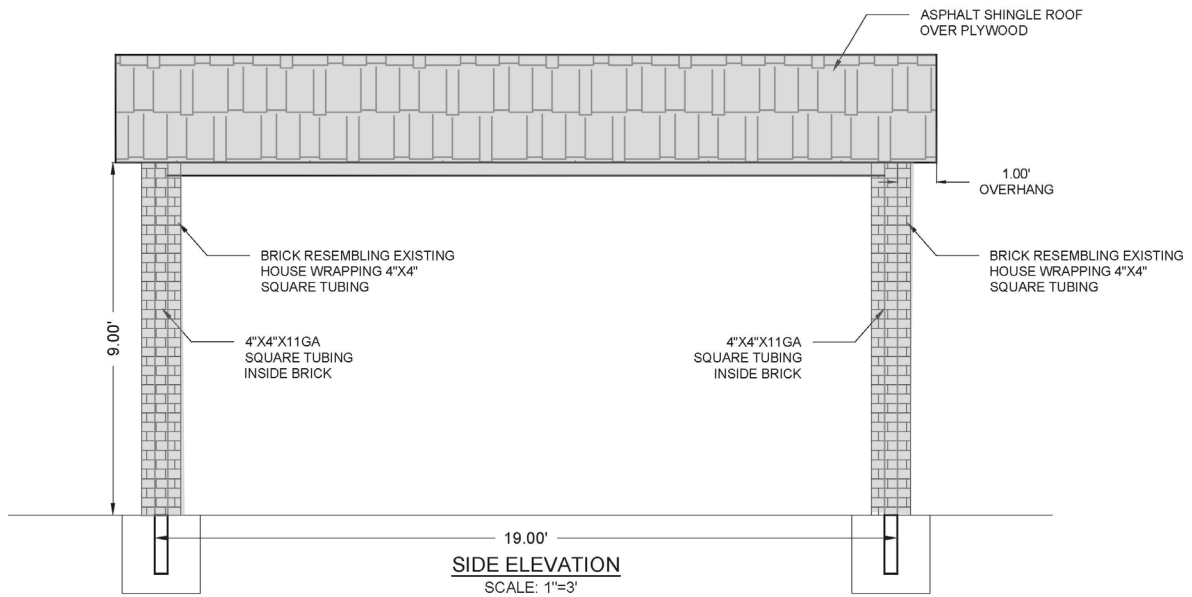 ASPHALT SHINGLE ROOF
OVER PLYWOOD
1.00'
OVERHANG
BRICK RESEMBLING EXISTING
HOUSE WRAPPING 4"X4"
SQUARE TUBING
BRICK RESEMBLING EXISTING
HOUSE WRAPPING 4"X4"
SQUARE TUBING
9.00'
4"X4"X11GA
SQUARE TUBING
INSIDE BRICK
4"X4"X11GA
SQUARE TUBING
INSIDE BRICK
19.00'
SIDE ELEVATION
SCALE: 1"=3'